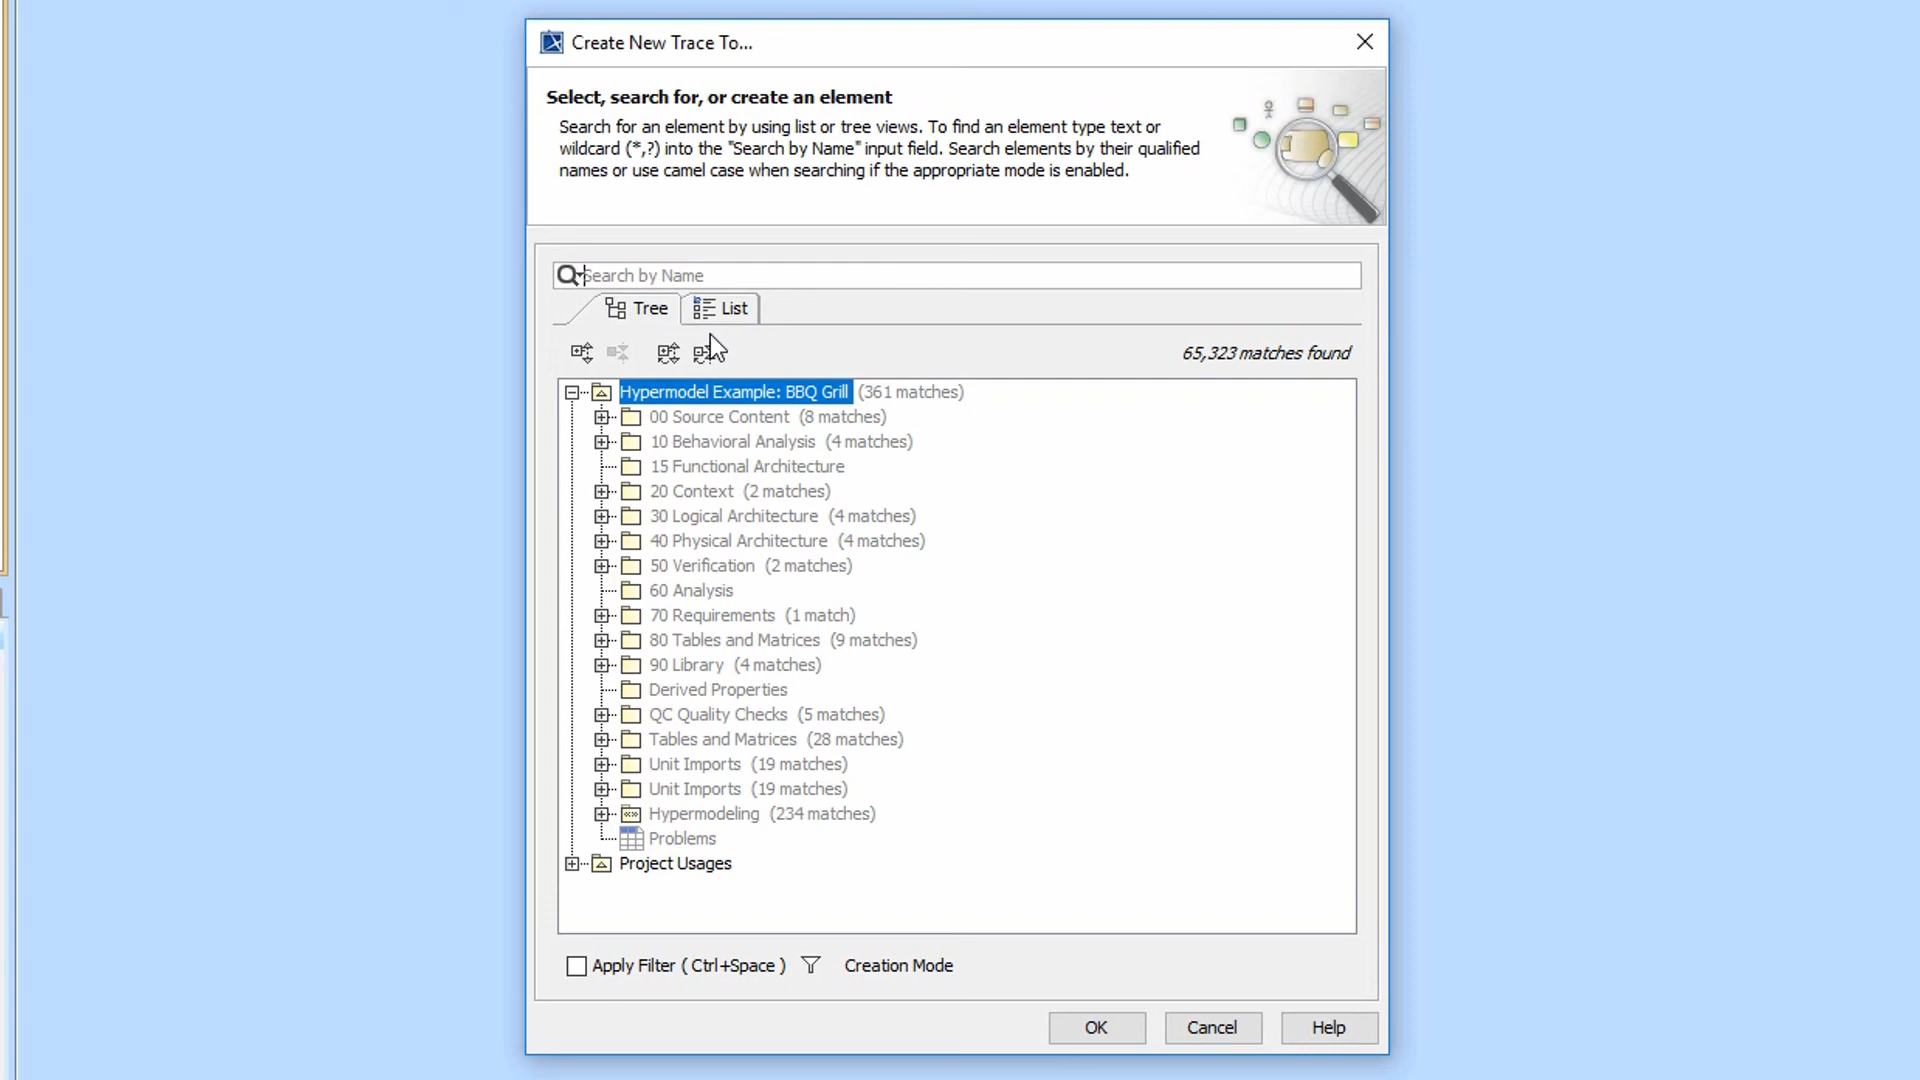 Create New Trace To...
Select, search for, or create an element
Search for an element by using list or tree views. To find an element type text or
wildcard (*,?) into the "Search by Name" input field. Search elements by their qualified
names or use camel case when searching if the appropriate mode is enabled.
Search by Name
Tree List
65,323 matches found
Hypermodel Example: BBQ Grill (361 matches)
00 Source Content (8 matches)
10 Behavioral Analysis (4 matches)
15 Functional Architecture
20 Context (2 matches)
30 Logical Architecture (4 matches)
40 Physical Architecture (4 matches)
50 Verification (2 matches)
60 Analysis
70 Requirements (1 match)
80 Tables and Matrices (9 matches)
90 Library (4 matches)
Derived Properties
QC Quality Checks (5 matches)
Tables and Matrices (28 matches)
Unit Imports (19 matches)
Unit Imports (19 matches)
Hypermodeling (234 matches)
Problems
Project Usages
Apply Filter ( Ctrl+Space ) Creation Mode
OK Cancel Help